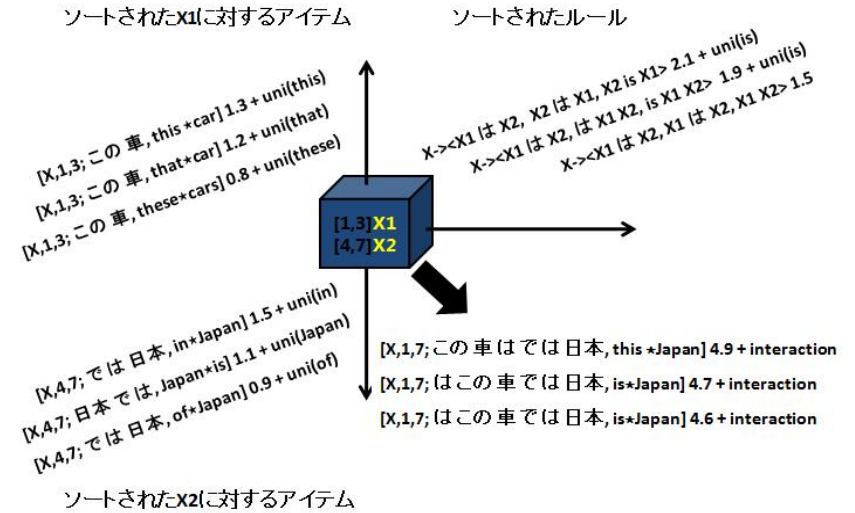 ソートされたX1に対するアイテム
ソートされたルール
[X,1,3; この 車, this⋆car] 1.3 + uni(this)
[X,1,3; この 車, that⋆car] 1.2 + uni(that)
[X,1,3; この 車, these⋆cars] 0.8 + uni(these)
X-><X1 は X2, X2 は X1, X2 is X1> 2.1 + uni(is)
X-><X1 は X2, は X1 X2, is X1 X2> 1.9 + uni(is)
X-><X1 は X2, X1 は X2, X1 X2> 1.5
[1,3]X1
[4,7]X2
[X,4,7; で は 日 本, in⋆Japan] 1.5 + uni(in)
[X,4,7; 日 本 で は, Japan⋆is] 1.1 + uni(Japan)
[X,4,7; で は 日 本, of⋆Japan] 0.9 + uni(of)
[X,1,7; この 車 は で は 日 本, this ⋆Japan] 4.9 + interaction
[X,1,7; は この 車 で は 日 本, is⋆Japan] 4.7 + interaction
[X,1,7; は この 車 で は 日 本, is⋆Japan] 4.6 + interaction
ソートされたX2に対するアイテム